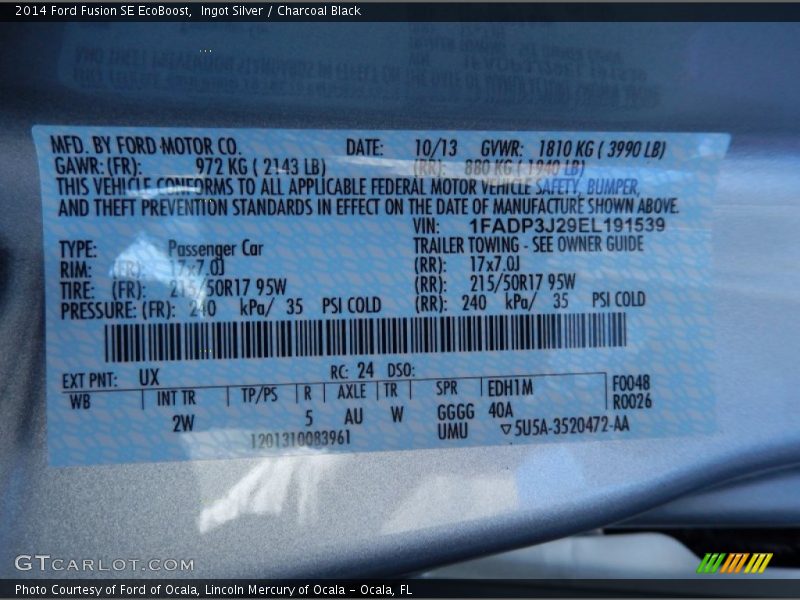 2014 Ford Fusion SE EcoBoost,  Ingot Silver / Charcoal Black
MFD. BY FORD MOTOR CO. DATE: 10/13 GVWR: 1810 KG ( 3990 LB)
GAWR: (FR): 972 KG ( 2143 LB) (RR): 880 KG ( 1940 LB)
THIS VEHICLE CONFORMS TO ALL APPLICABLE FEDERAL MOTOR VEHICLE SAFETY, BUMPER,
AND THEFT PREVENTION STANDARDS IN EFFECT ON THE DATE OF MANUFACTURE SHOWN ABOVE.
VIN: 1FADP3J29EL191539
TYPE: Passenger Car TRAILER TOWING - SEE OWNER GUIDE
RIM: (FR): 17x7.0J (RR): 17x7.0J
TIRE: (FR): 215/50R17 95W (RR): 215/50R17 95W
PRESSURE: (FR): 240 kPa/ 35 PSI COLD (RR): 240 kPa/ 35 PSI COLD
EXT PNT: UX RC: 24 DSO:
WB INT TR TP/PS R AXLE TR SPR EDH1M F0048
2W 5 AU W GGGG 40A R0026
1201310083961 UMU ▽5U5A-3520472-AA
GTCARLOT.COM
Photo Courtesy of Ford of Ocala, Lincoln Mercury of Ocala - Ocala, FL